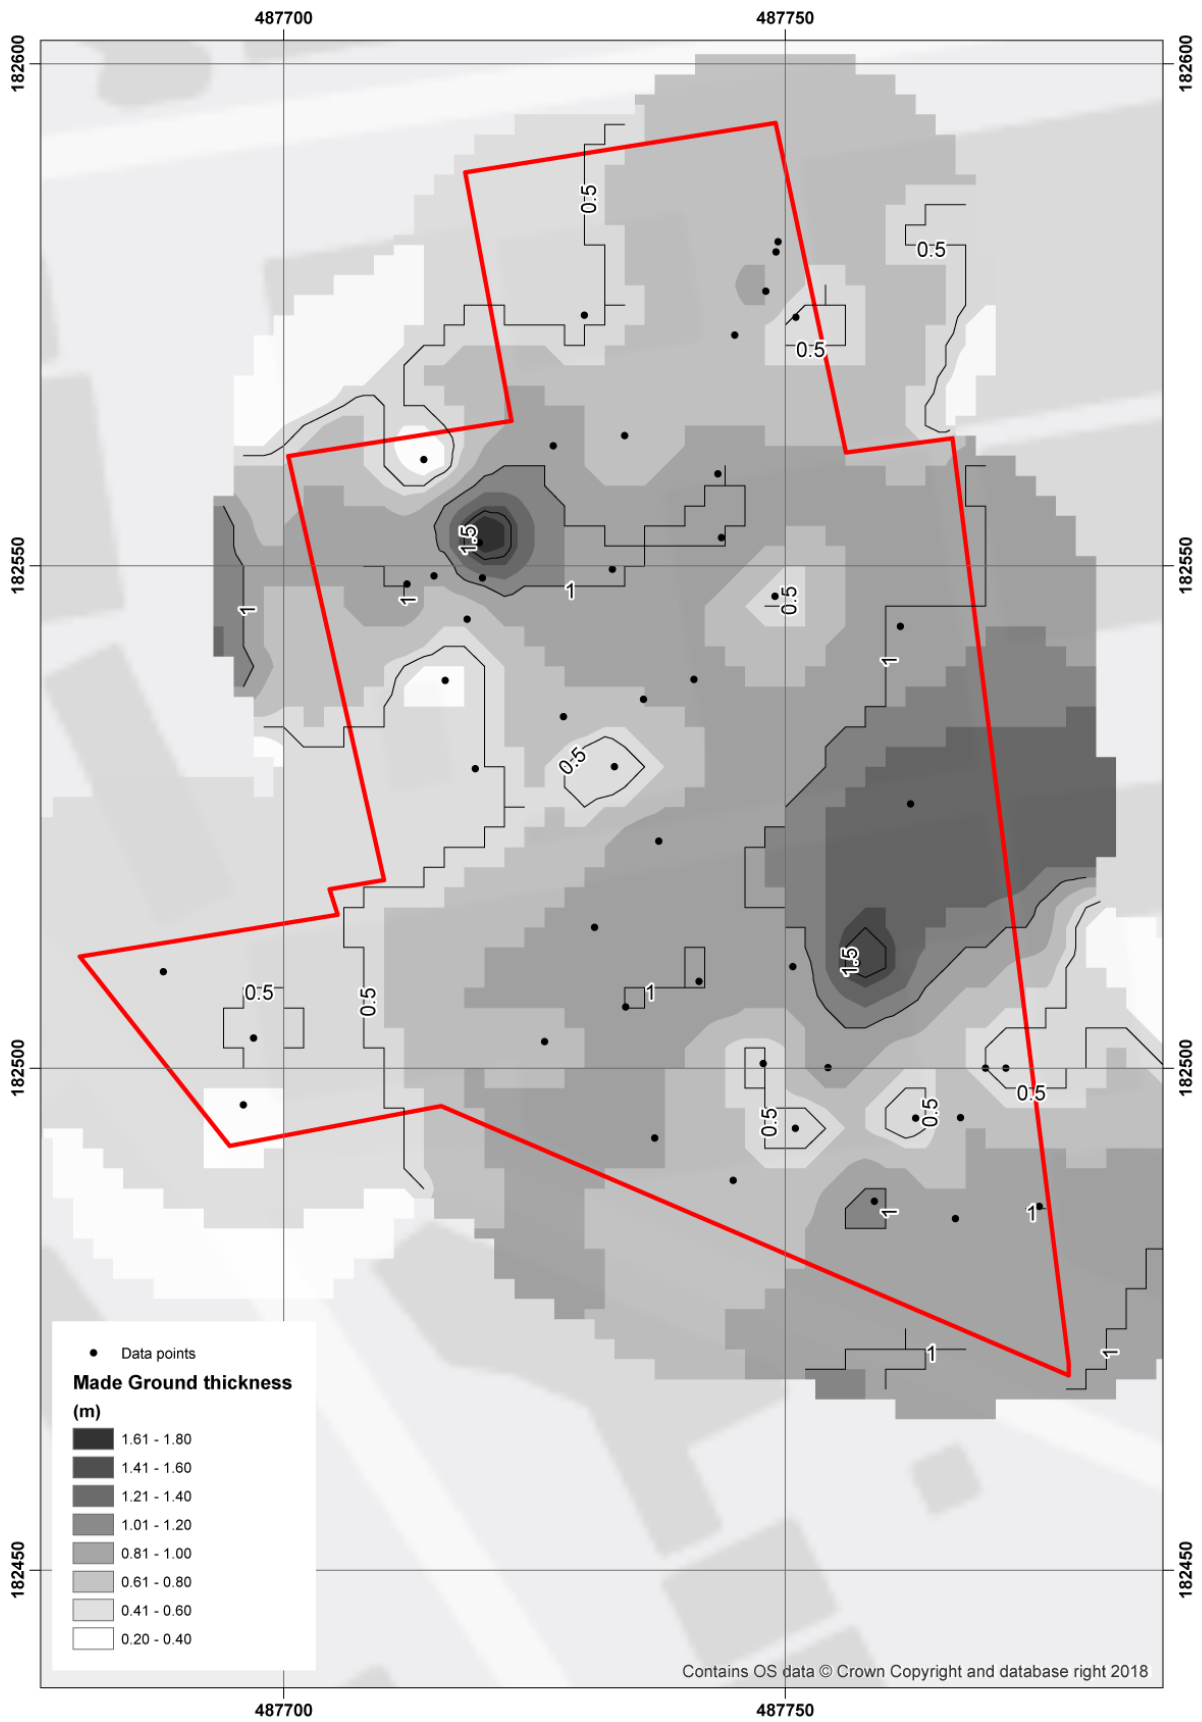 487700 487750
182600 182600
0.5
0.5
0.5
1.5
182550 182550
1
1
1
0.5
1
0.5
1.5
0.5
0.5
1
182500 182500
0.5
0.5
0.5
1
1
1
1
Data points
Made Ground thickness
(m)
1.61 - 1.80
1.41 - 1.60
1.21 - 1.40
1.01 - 1.20
0.81 - 1.00
0.61 - 0.80
0.41 - 0.60
0.20 - 0.40
182450 182450
Contains OS data © Crown Copyright and database right 2018
487700 487750